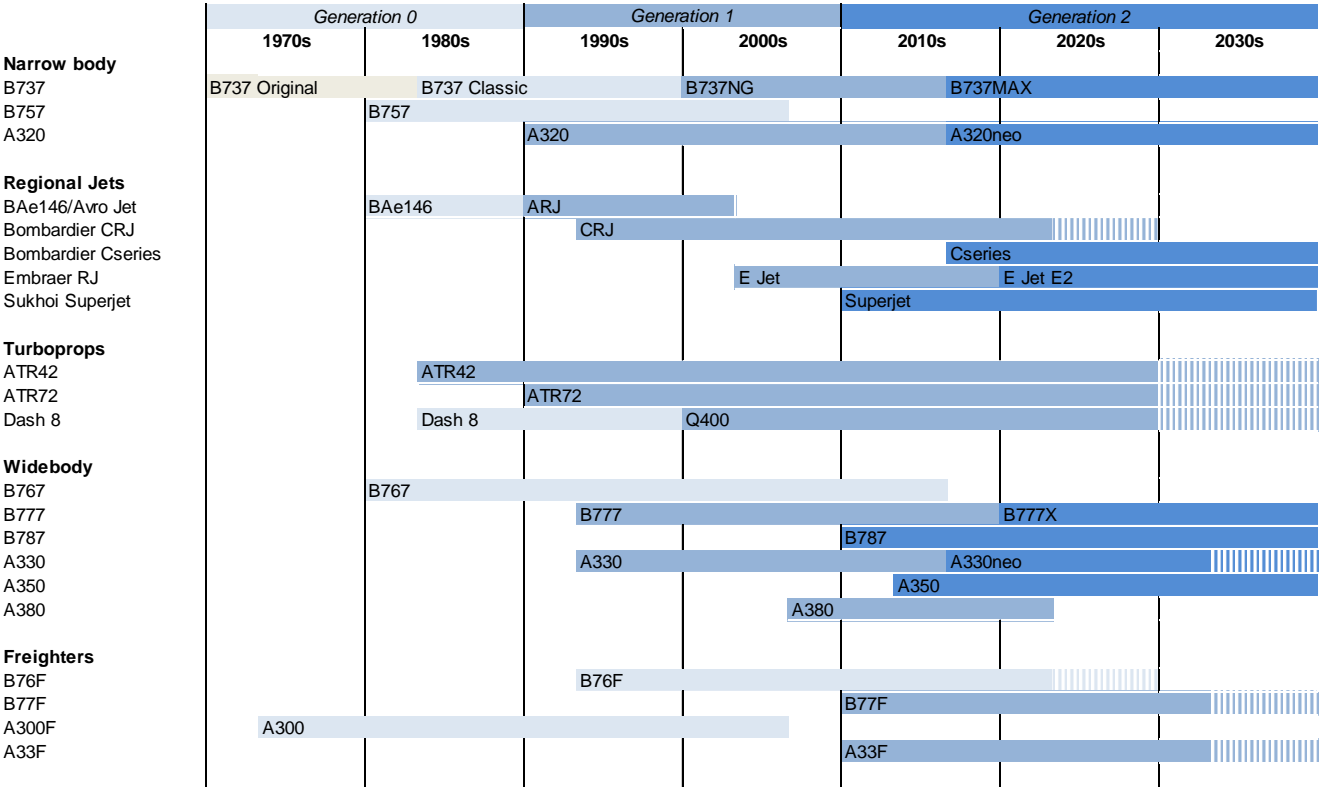 Generation 0 Generation 1 Generation 2
1970s 1980s 1990s 2000s 2010s 2020s 2030s
Narrow body
B737 B737 Original B737 Classic B737NG B737MAX
B757 B757
A320 A320 A320neo
Regional Jets
BAe146/Avro Jet BAe146 ARJ
Bombardier CRJ CRJ
Bombardier Cseries Cseries
Embraer RJ E Jet E Jet E2
Sukhoi Superjet Superjet
Turboprops
ATR42 ATR42
ATR72 ATR72
Dash 8 Dash 8 Q400
Widebody
B767 B767
B777 B777 B777X
B787 B787
A330 A330 A330neo
A350 A350
A380 A380
Freighters
B76F B76F
B77F B77F
A300F A300
A33F A33F